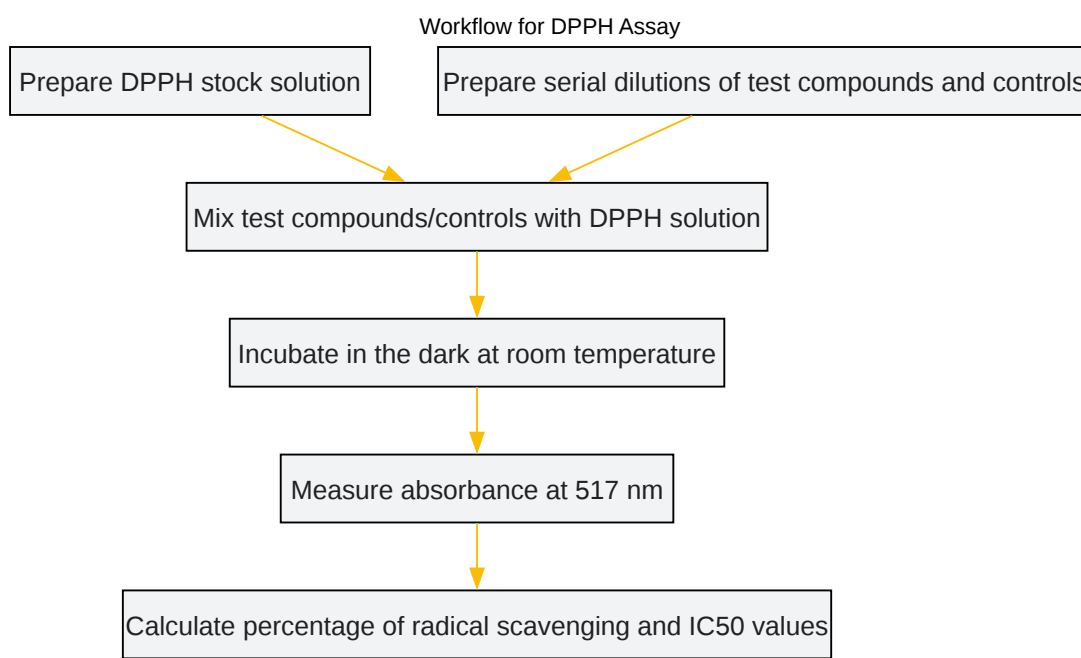 Workflow for DPPH Assay
Prepare DPPH stock solution
Prepare serial dilutions of test compounds and controls
Mix test compounds/controls with DPPH solution
Incubate in the dark at room temperature
Measure absorbance at 517 nm
Calculate percentage of radical scavenging and IC50 values